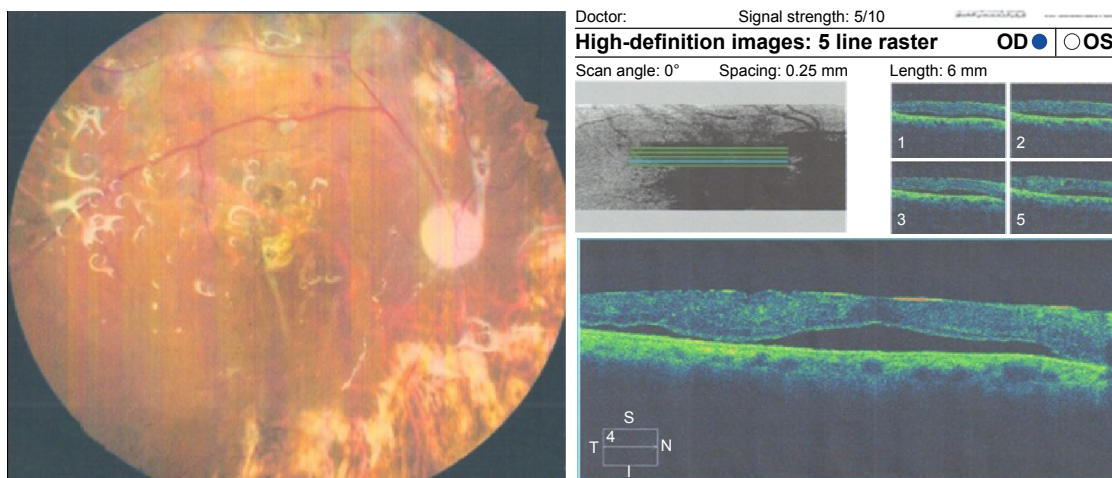 Doctor: Signal strength: 5/10
High-definition images: 5 line raster OD OS
Scan angle: 0° Spacing: 0.25 mm Length: 6 mm
1 2
3 5
S
4
T N
I